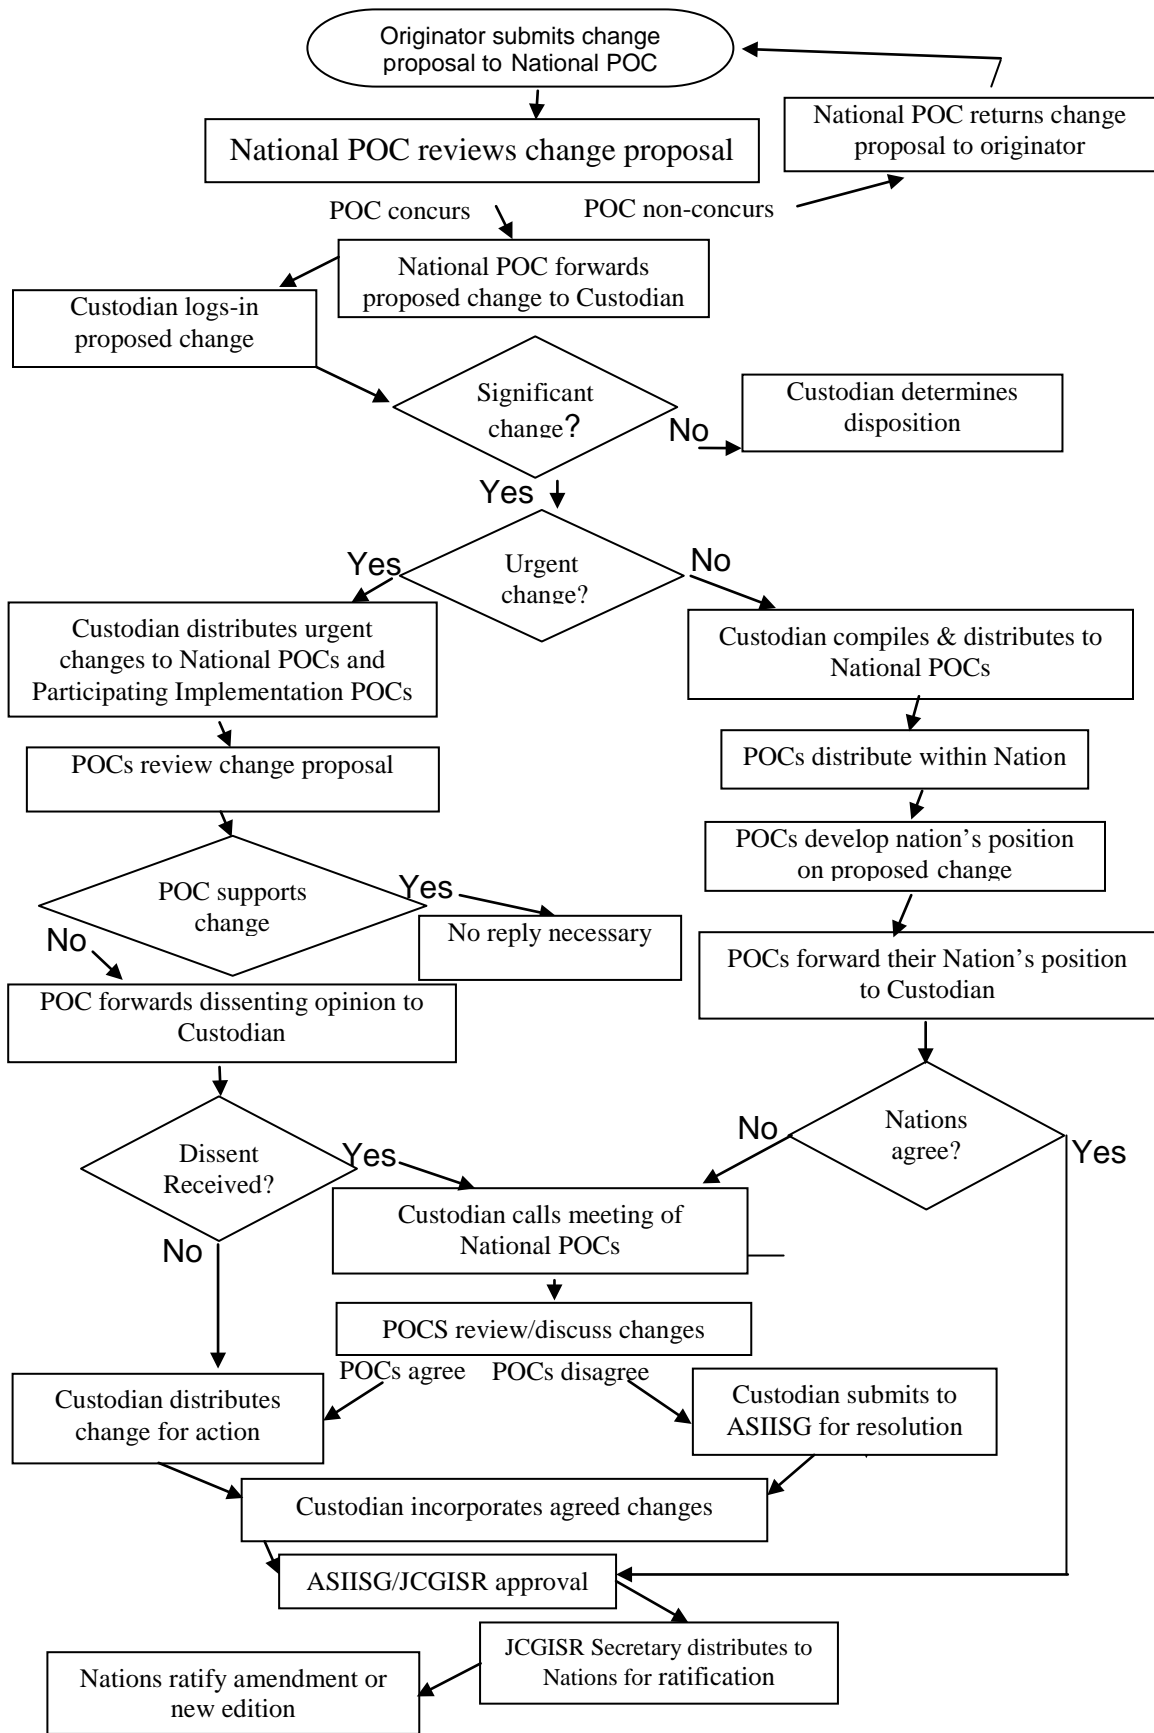 Originator submits change
proposal to National POC
National POC returns change
proposal to originator
National POC reviews change proposal
POC concurs
POC non-concurs
National POC forwards
proposed change to Custodian
Custodian logs-in
proposed change
Significant
change?
No
Custodian determines
disposition
Yes
Urgent
change?
Yes
No
Custodian distributes urgent
changes to National POCs and
Participating Implementation POCs
Custodian compiles & distributes to
National POCs
POCs review change proposal
POCs distribute within Nation
POCs develop nation's position
on proposed change
POC supports
change
Yes
No reply necessary
No
POCs forward their Nation's position
to Custodian
POC forwards dissenting opinion to
Custodian
Nations
agree?
No
Yes
Dissent
Received?
Yes
No
Custodian calls meeting of
National POCs
POCS review/discuss changes
POCs agree
POCs disagree
Custodian distributes
change for action
Custodian submits to
ASIISG for resolution
Custodian incorporates agreed changes
ASIISG/JCGISR approval
JCGISR Secretary distributes to
Nations for ratification
Nations ratify amendment or
new edition